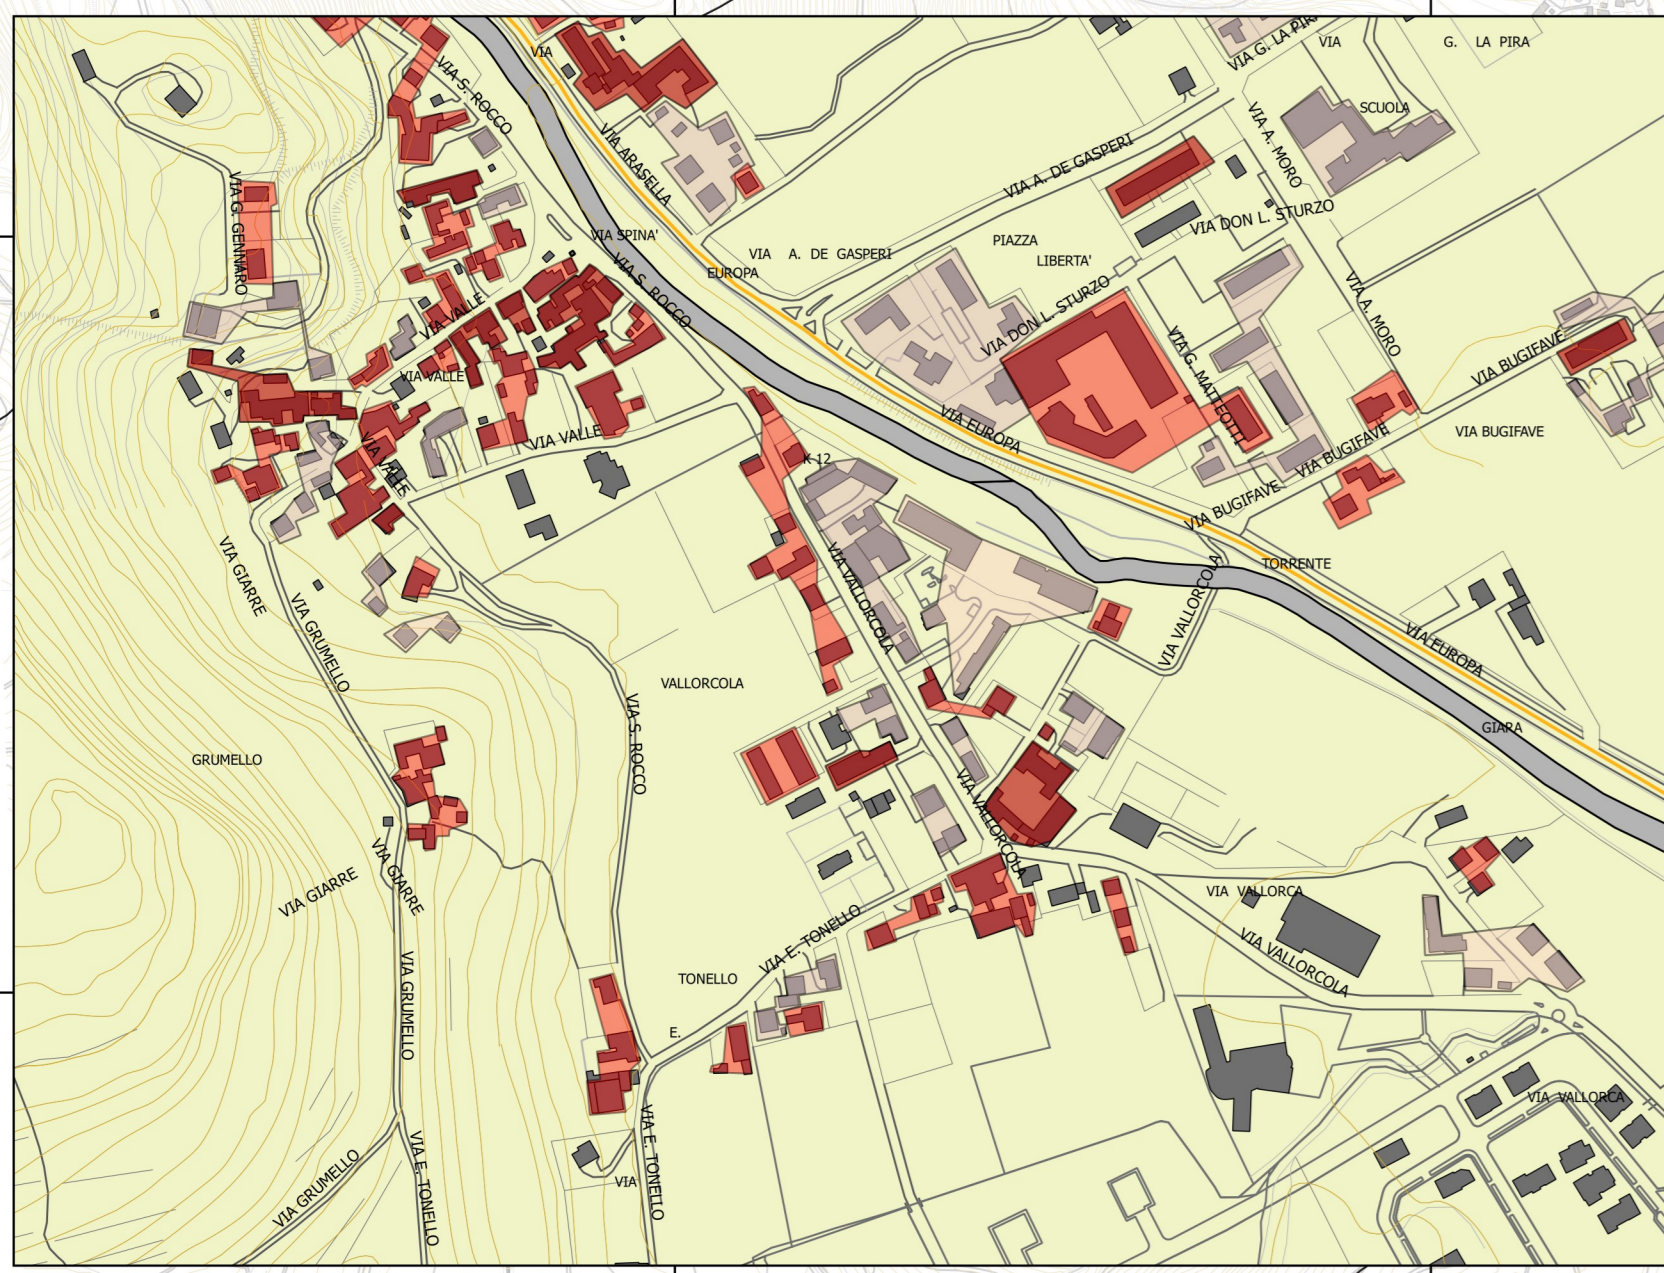 VIA
VIA G. LA PIRA
VIA
G. LA PIRA
VIA S. ROCCO
SCUOLA
VIA ARASELLA
VIA A. MORO
VIA A. DE GASPERI
VIA G. GENNARO
VIA DON L. STURZO
VIA SPINA'
PIAZZA
LIBERTA'
VIA A. DE GASPERI
EUROPA
VIA S. ROCCO
VIA DON L. STURZO
VIA A. MORO
VIA VALLE
VIA G. MATTEOTTI
VIA BUGIFAVE
VIA VALLE
VIA EUROPA
VIA VALLE
VIA BUGIFAVE
VIA BUGIFAVE
VIA VALLE
K 12
VIA BUGIFAVE
VIA GIARRE
VIA VALLORCOLA
TORRENTE
VIA VALLORCOLA
VIA GRUMELLO
VIA EUROPA
VALLORCOLA
VIA S. ROCCO
GIARA
GRUMELLO
VIA VALLORCOLA
VIA GIARRE
VIA GIARRE
VIA VALLORCA
VIA E. TONELLO
VIA VALLORCOLA
TONELLO
VIA GRUMELLO
E.
VIA VALLORCA
VIA E. TONELLO
VIA GRUMELLO
VIA E. TONELLO
VIA